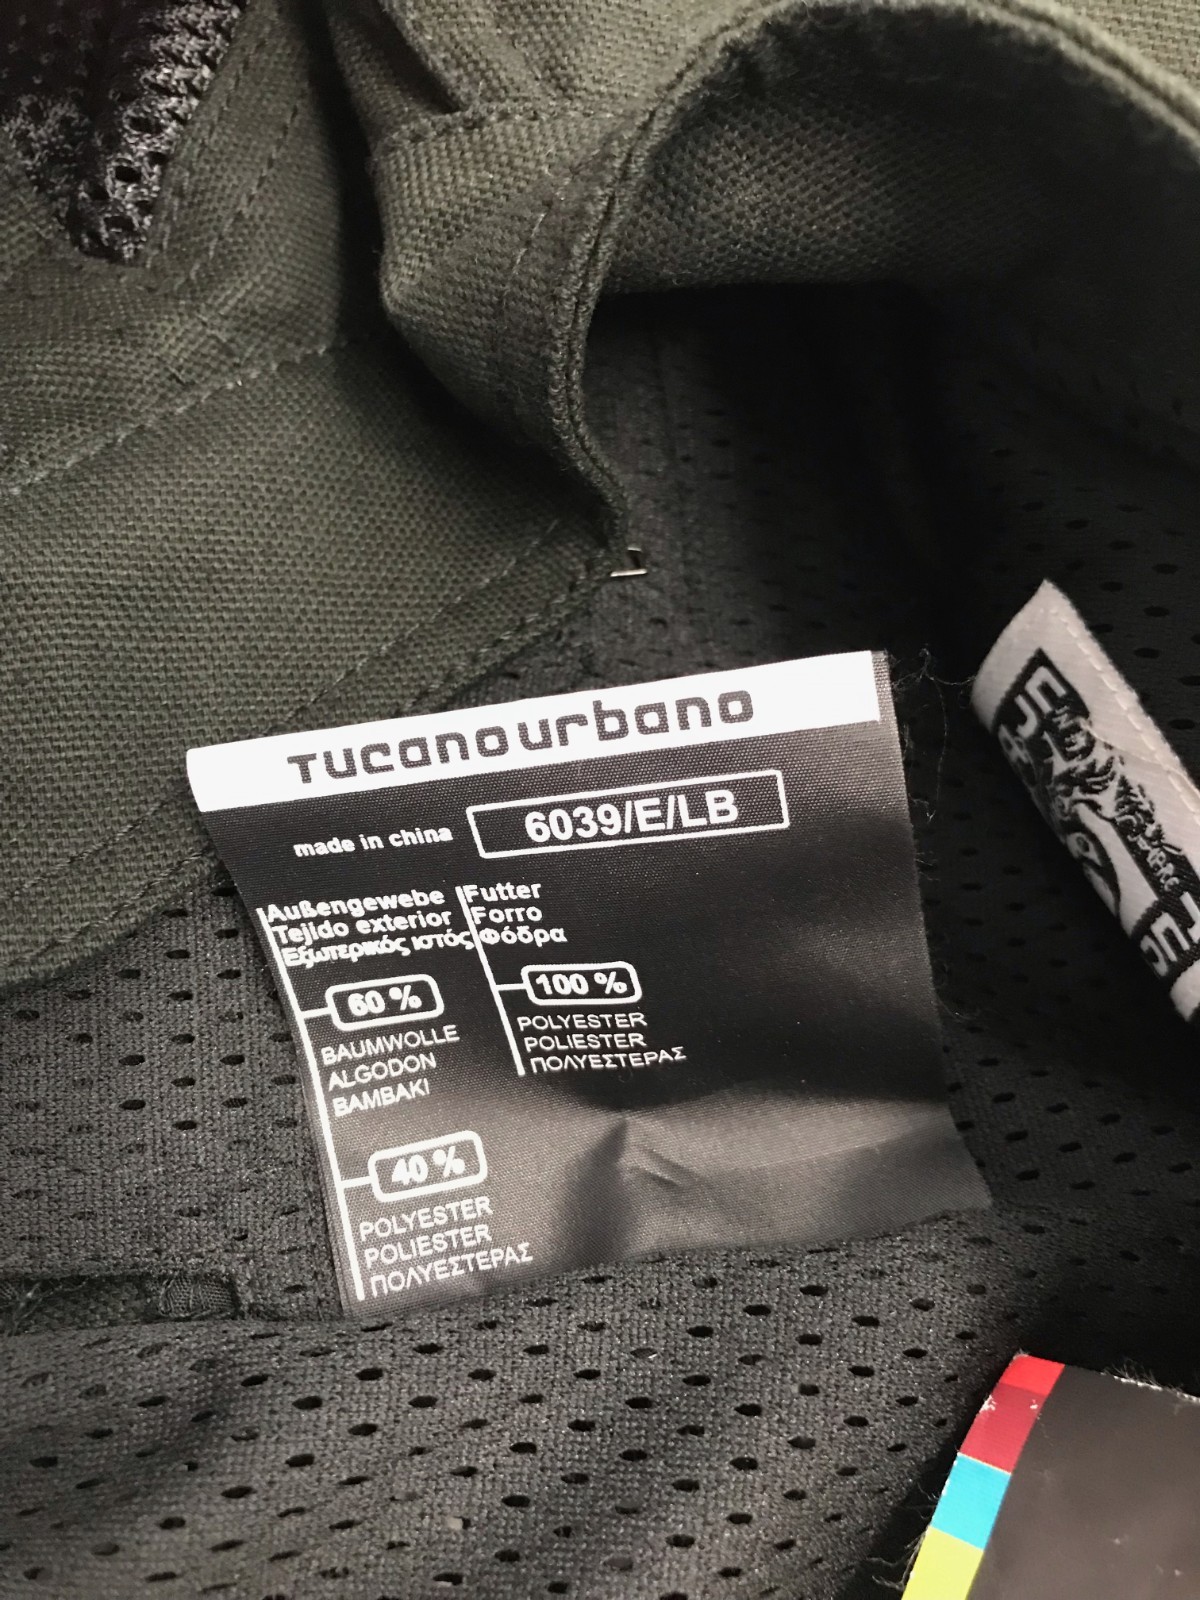 Tucanourbano
made in china
6039/E/LB
Außengewebe
Tejido exterior
Εξωτερικός ιστός
Futter
Forro
Φόδρα
60 %
BAUMWOLLE
ALGODON
BAMBAKI
100 %
POLYESTER
POLIESTER
ΠΟΛΥΕΣΤΕΡΑΣ
40 %
POLYESTER
POLIESTER
ΠΟΛΥΕΣΤΕΡΑΣ